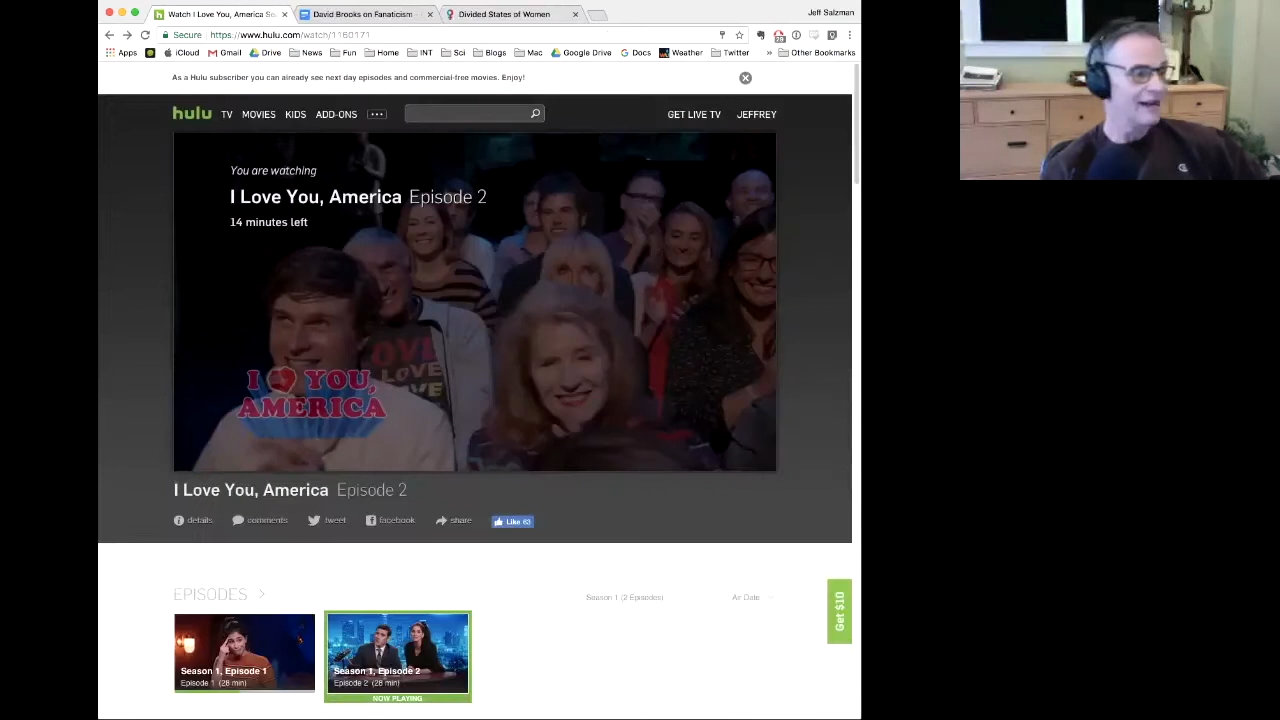 Watch I Love You, America Se
David Brooks on Fanaticism -
Divided States of Women
Jeff Salzman
Secure
https://www.hulu.com/watch/1160171
Apps
iCloud
Gmail
Drive
News
Fun
Home
INT
Sci
Blogs
Mac
Google Drive
Docs
Weather
Twitter
» Other Bookmarks
As a Hulu subscriber you can already see next day episodes and commercial-free movies. Enjoy!
hulu
TV
MOVIES
KIDS
ADD-ONS
GET LIVE TV
JEFFREY
You are watching
I Love You, America Episode 2
14 minutes left
LOVE
LOVE
I YOU,
AMERICA
I Love You, America Episode 2
details
comments
tweet
facebook
share
Like 63
EPISODES >
Season 1 (2 Episodes)
Air Date
Get $10
Season 1, Episode 1
Episode 1 (28 min)
Season 1, Episode 2
Episode 2 (28 min)
NOW PLAYING